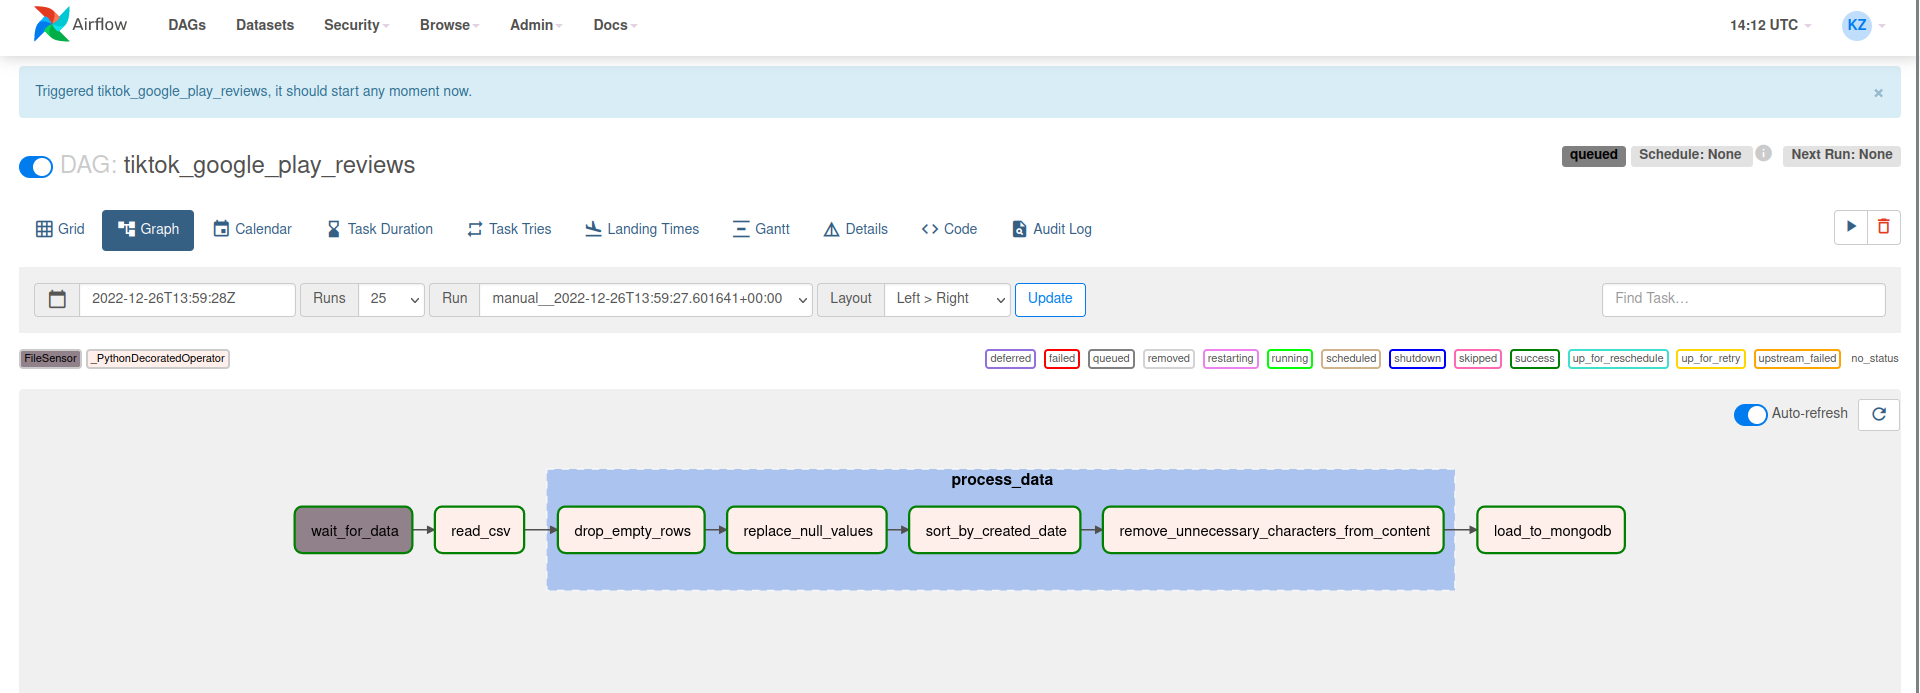 Airflow DAGs Datasets Security Browse Admin Docs 14:12 UTC KZ
Triggered tiktok_google_play_reviews, it should start any moment now. ×
DAG: tiktok_google_play_reviews queued Schedule: None i Next Run: None
Grid Graph Calendar Task Duration Task Tries Landing Times Gantt Details Code Audit Log
2022-12-26T13:59:28Z Runs 25 Run manual__2022-12-26T13:59:27.601641+00:00 Layout Left > Right Update Find Task…
FileSensor _PythonDecoratedOperator deferred failed queued removed restarting running scheduled shutdown skipped success up_for_reschedule up_for_retry upstream_failed no_status
Auto-refresh
process_data
wait_for_data read_csv drop_empty_rows replace_null_values sort_by_created_date remove_unnecessary_characters_from_content load_to_mongodb